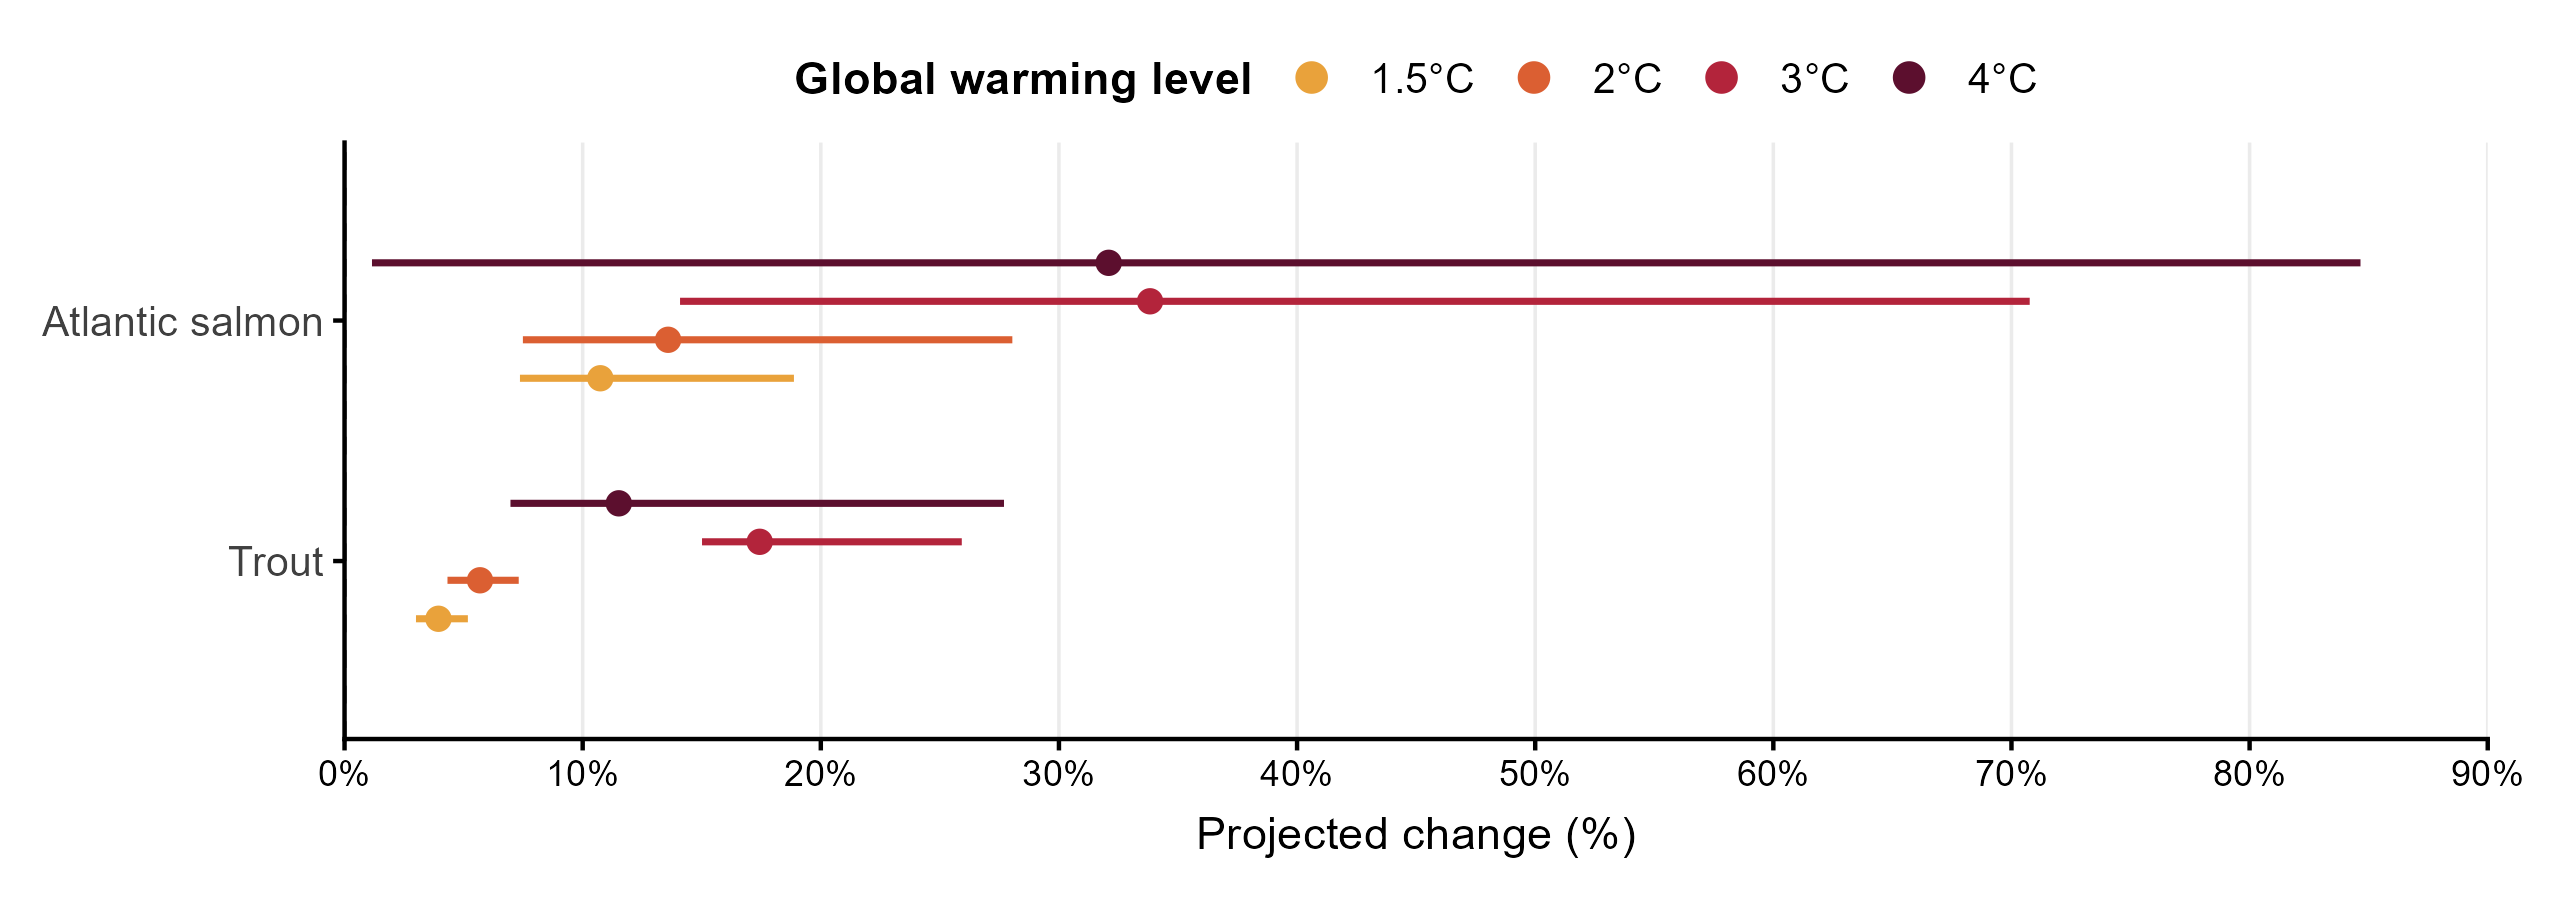 Global warming level 1.5°C 2°C 3°C 4°C
Atlantic salmon
Trout
0% 10% 20% 30% 40% 50% 60% 70% 80% 90%
Projected change (%)